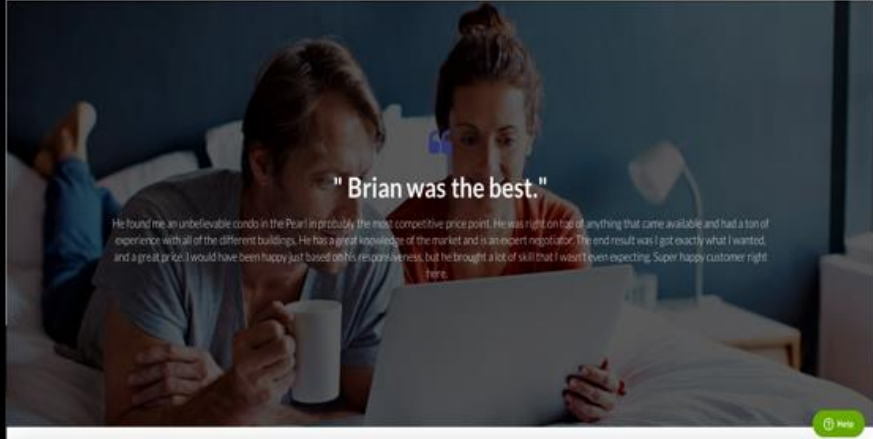 " Brian was the best."
He found me an unbelievable condo in the Pearl in probably the most competitive price point. He was right on top of anything that came available and had a ton of
experience with all of the different buildings. He has a great knowledge of the market and is an expert negotiator. The end result was I got exactly what I wanted,
and a great price. I would have been happy just based on his responsiveness, but he brought a lot of skill that I wasn't even expecting. Super happy customer right
here.
Help